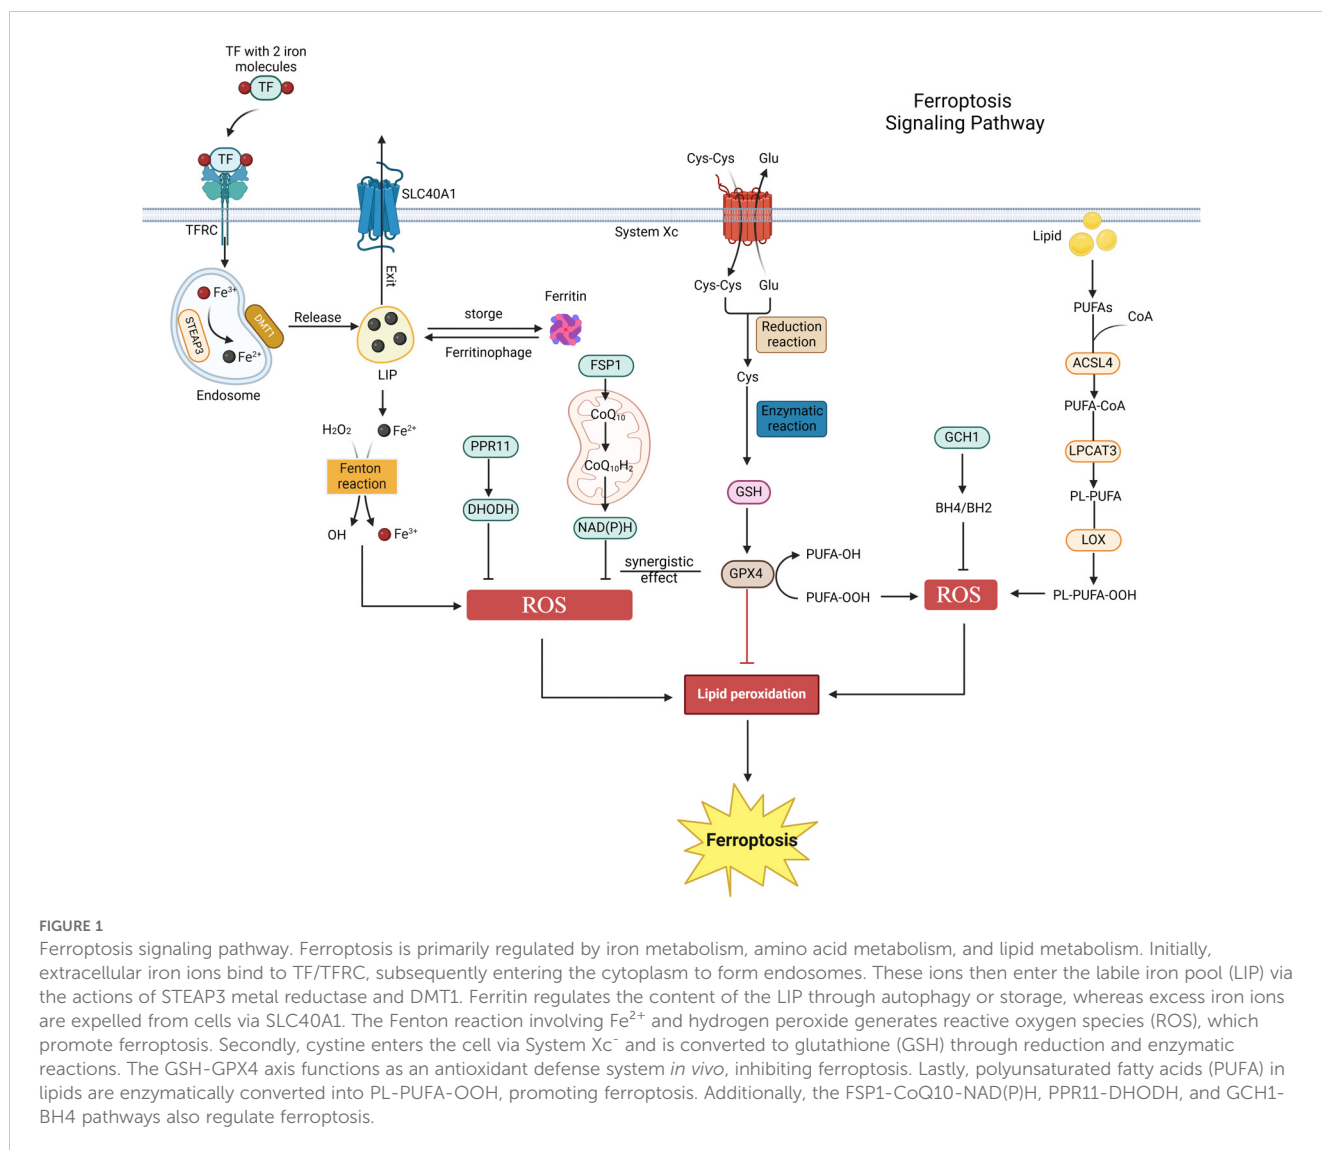 TF with 2 iron
molecules
TF
Ferroptosis
Signaling Pathway
TF
Cys-Cys
Glu
SLC40A1
TFRC
System Xc
Lipid
Exit
Fe³⁺
STEAP3
DMT1
Fe²⁺
Endosome
Release
LIP
storge
Ferritinophage
Ferritin
Cys-Cys
Glu
Reduction
reaction
Cys
Enzymatic
reaction
GSH
GPX4
PUFAs
CoA
ACSL4
PUFA-CoA
LPCAT3
PL-PUFA
LOX
PL-PUFA-OOH
FSP1
CoQ₁₀
CoQ₁₀H₂
NAD(P)H
PPR11
DHODH
H₂O₂
Fe²⁺
Fenton
reaction
OH
Fe³⁺
GCH1
BH4/BH2
synergistic
effect
PUFA-OH
PUFA-OOH
ROS
ROS
Lipid peroxidation
Ferroptosis
FIGURE 1
Ferroptosis signaling pathway. Ferroptosis is primarily regulated by iron metabolism, amino acid metabolism, and lipid metabolism. Initially,
extracellular iron ions bind to TF/TFRC, subsequently entering the cytoplasm to form endosomes. These ions then enter the labile iron pool (LIP) via
the actions of STEAP3 metal reductase and DMT1. Ferritin regulates the content of the LIP through autophagy or storage, whereas excess iron ions
are expelled from cells via SLC40A1. The Fenton reaction involving Fe²⁺ and hydrogen peroxide generates reactive oxygen species (ROS), which
promote ferroptosis. Secondly, cystine enters the cell via System Xc⁻ and is converted to glutathione (GSH) through reduction and enzymatic
reactions. The GSH-GPX4 axis functions as an antioxidant defense system in vivo, inhibiting ferroptosis. Lastly, polyunsaturated fatty acids (PUFA) in
lipids are enzymatically converted into PL-PUFA-OOH, promoting ferroptosis. Additionally, the FSP1-CoQ10-NAD(P)H, PPR11-DHODH, and GCH1-
BH4 pathways also regulate ferroptosis.